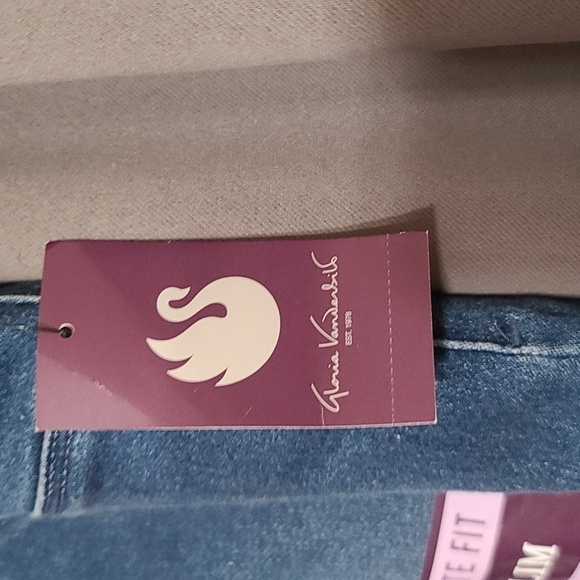 Gloria Vanderbilt
EST. 1976
TE FIT
IM